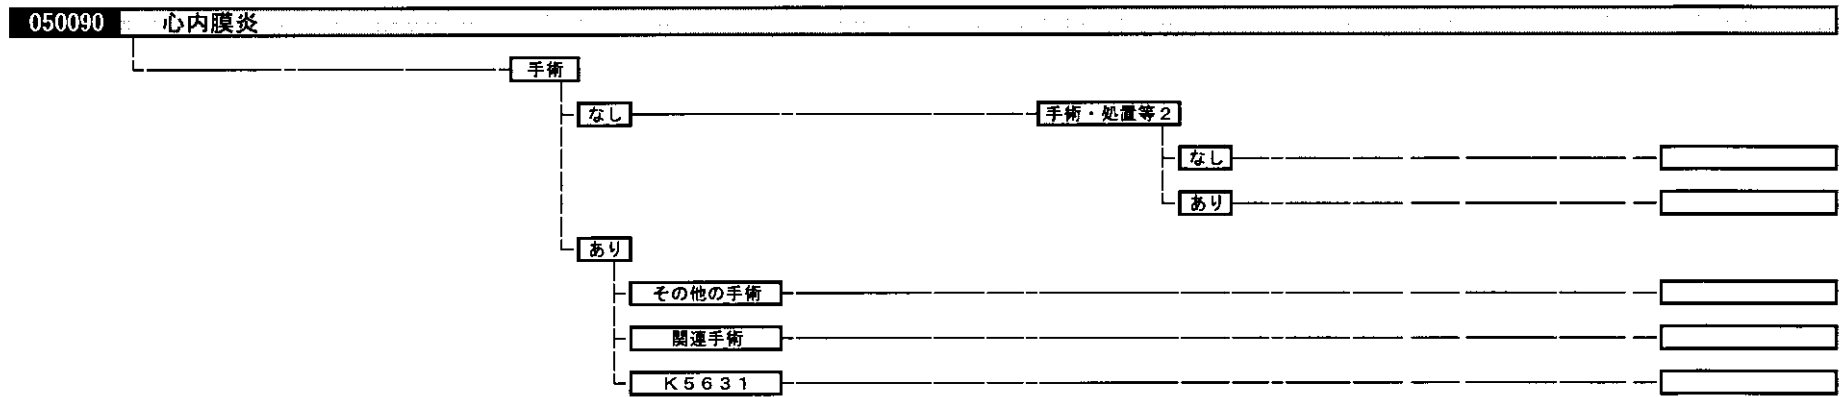 050090 心内膜炎
手術
なし 手術・処置等２
なし
あり
あり
その他の手術
関連手術
Ｋ５６３１